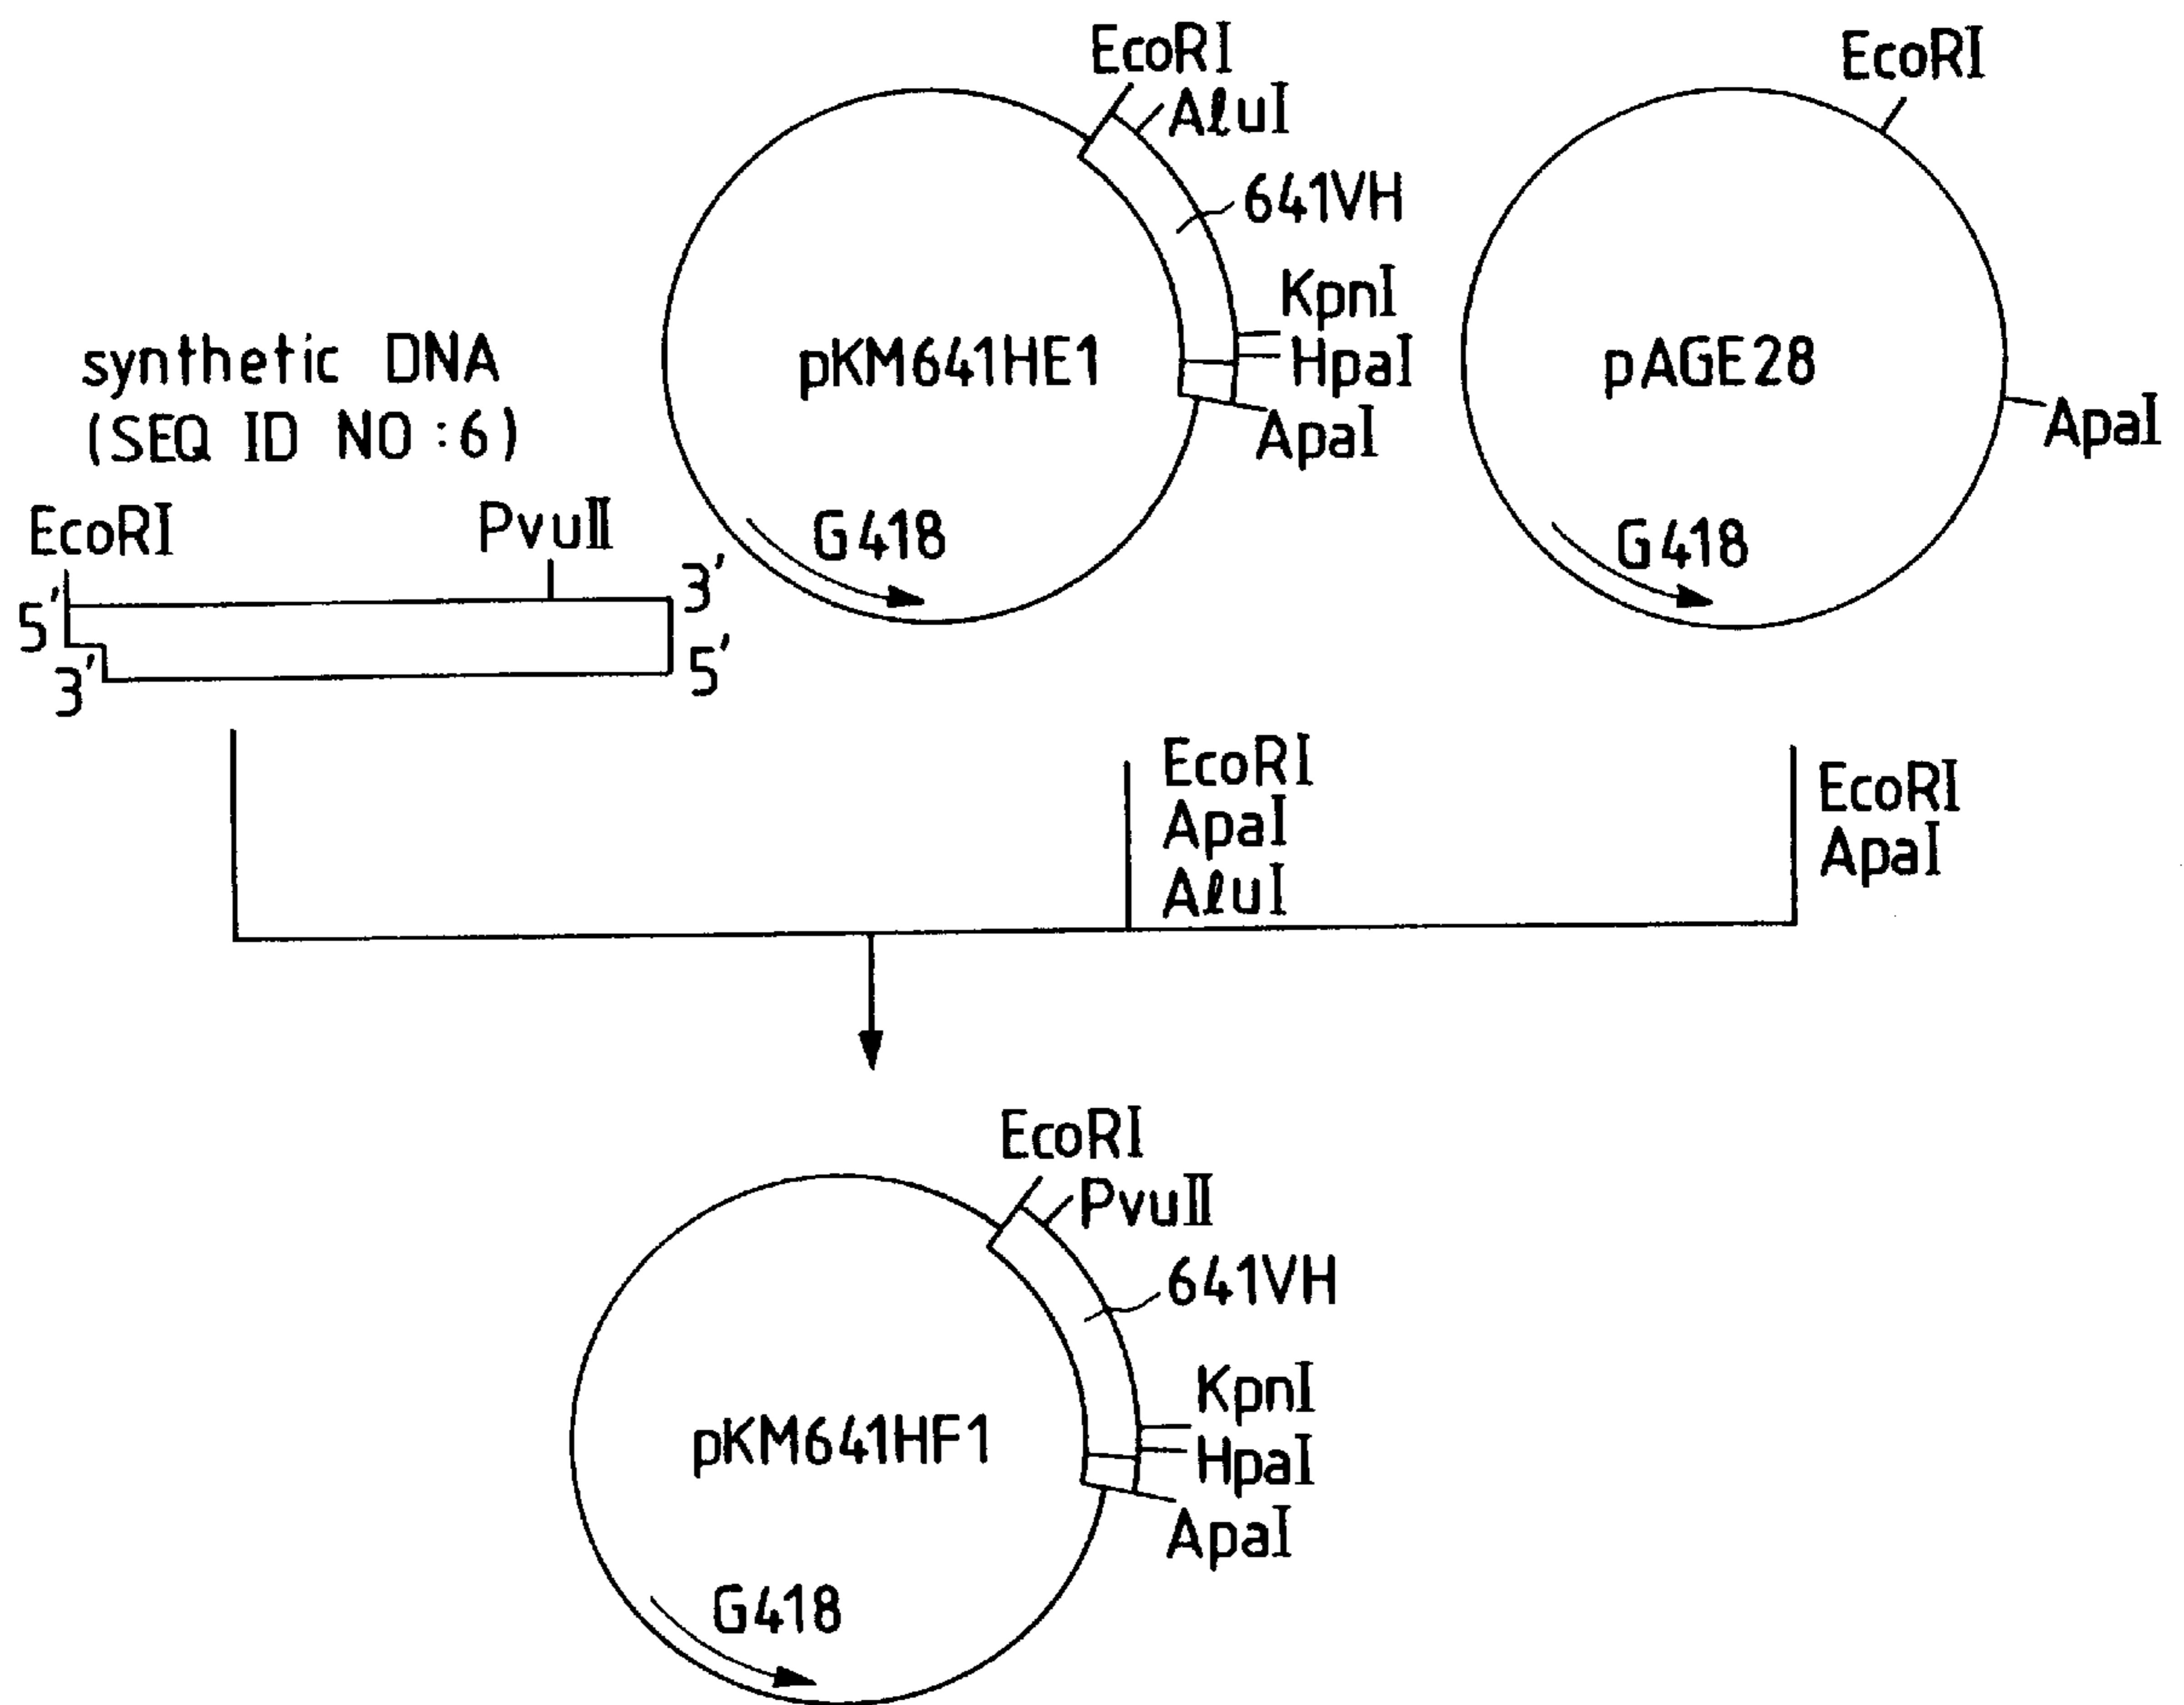 EcoRI
AluI
641VH
KpnI
HpaI
ApaI
pKM641HE1
G418
EcoRI
pAGE28
ApaI
G418
synthetic DNA
(SEQ ID NO:6)
EcoRI
PvuII
5'
3'
3'
5'
EcoRI
ApaI
AluI
EcoRI
ApaI
EcoRI
PvuII
641VH
KpnI
HpaI
ApaI
pKM641HF1
G418